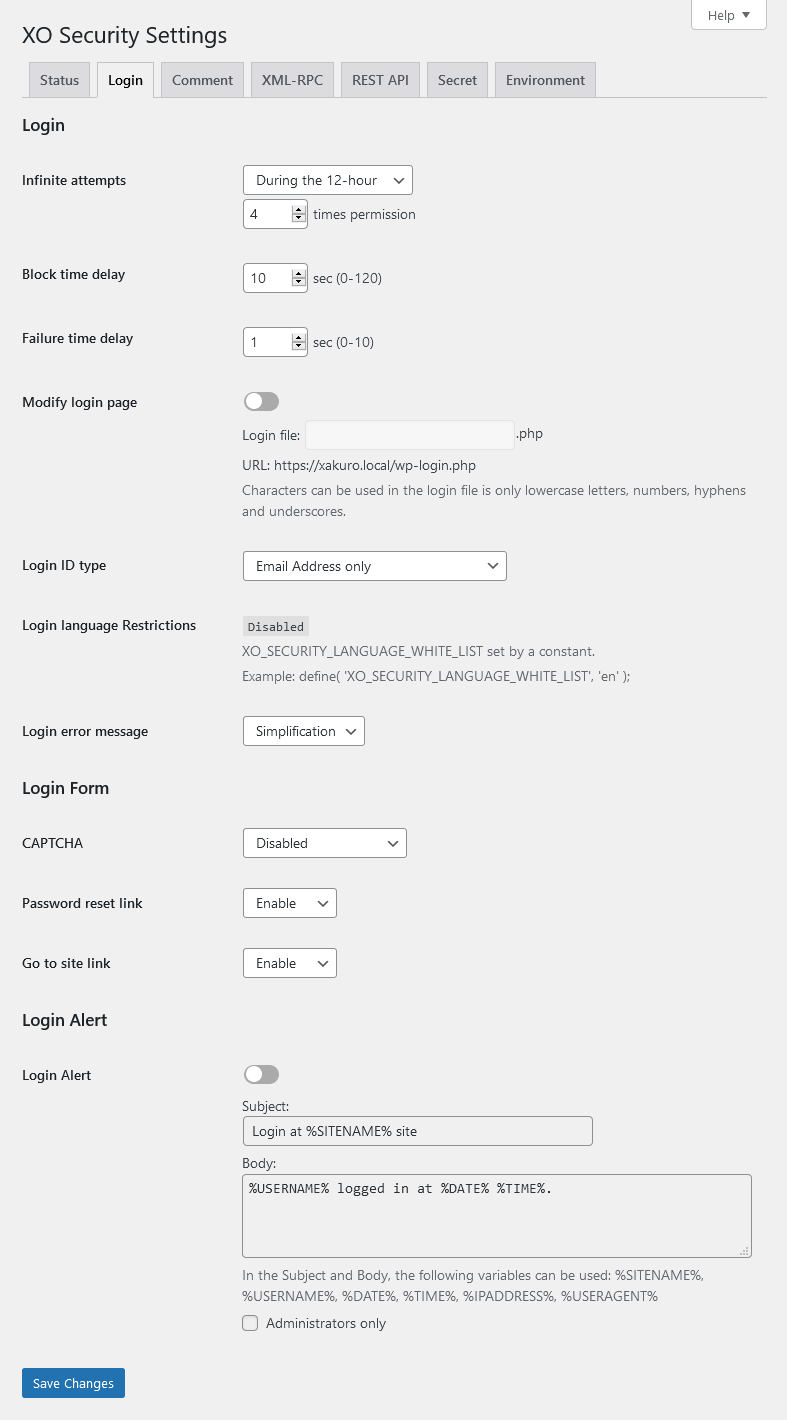 Help
XO Security Settings
Status Login Comment XML-RPC REST API Secret Environment
Login
Infinite attempts
During the 12-hour
4 times permission
Block time delay
10 sec (0-120)
Failure time delay
1 sec (0-10)
Modify login page
Login file: .php
URL: https://xakuro.local/wp-login.php
Characters can be used in the login file is only lowercase letters, numbers, hyphens
and underscores.
Login ID type
Email Address only
Login language Restrictions
Disabled
XO_SECURITY_LANGUAGE_WHITE_LIST set by a constant.
Example: define( 'XO_SECURITY_LANGUAGE_WHITE_LIST', 'en' );
Login error message
Simplification
Login Form
CAPTCHA
Disabled
Password reset link
Enable
Go to site link
Enable
Login Alert
Login Alert
Subject:
Login at %SITENAME% site
Body:
%USERNAME% logged in at %DATE% %TIME%.
In the Subject and Body, the following variables can be used: %SITENAME%,
%USERNAME%, %DATE%, %TIME%, %IPADDRESS%, %USERAGENT%
Administrators only
Save Changes